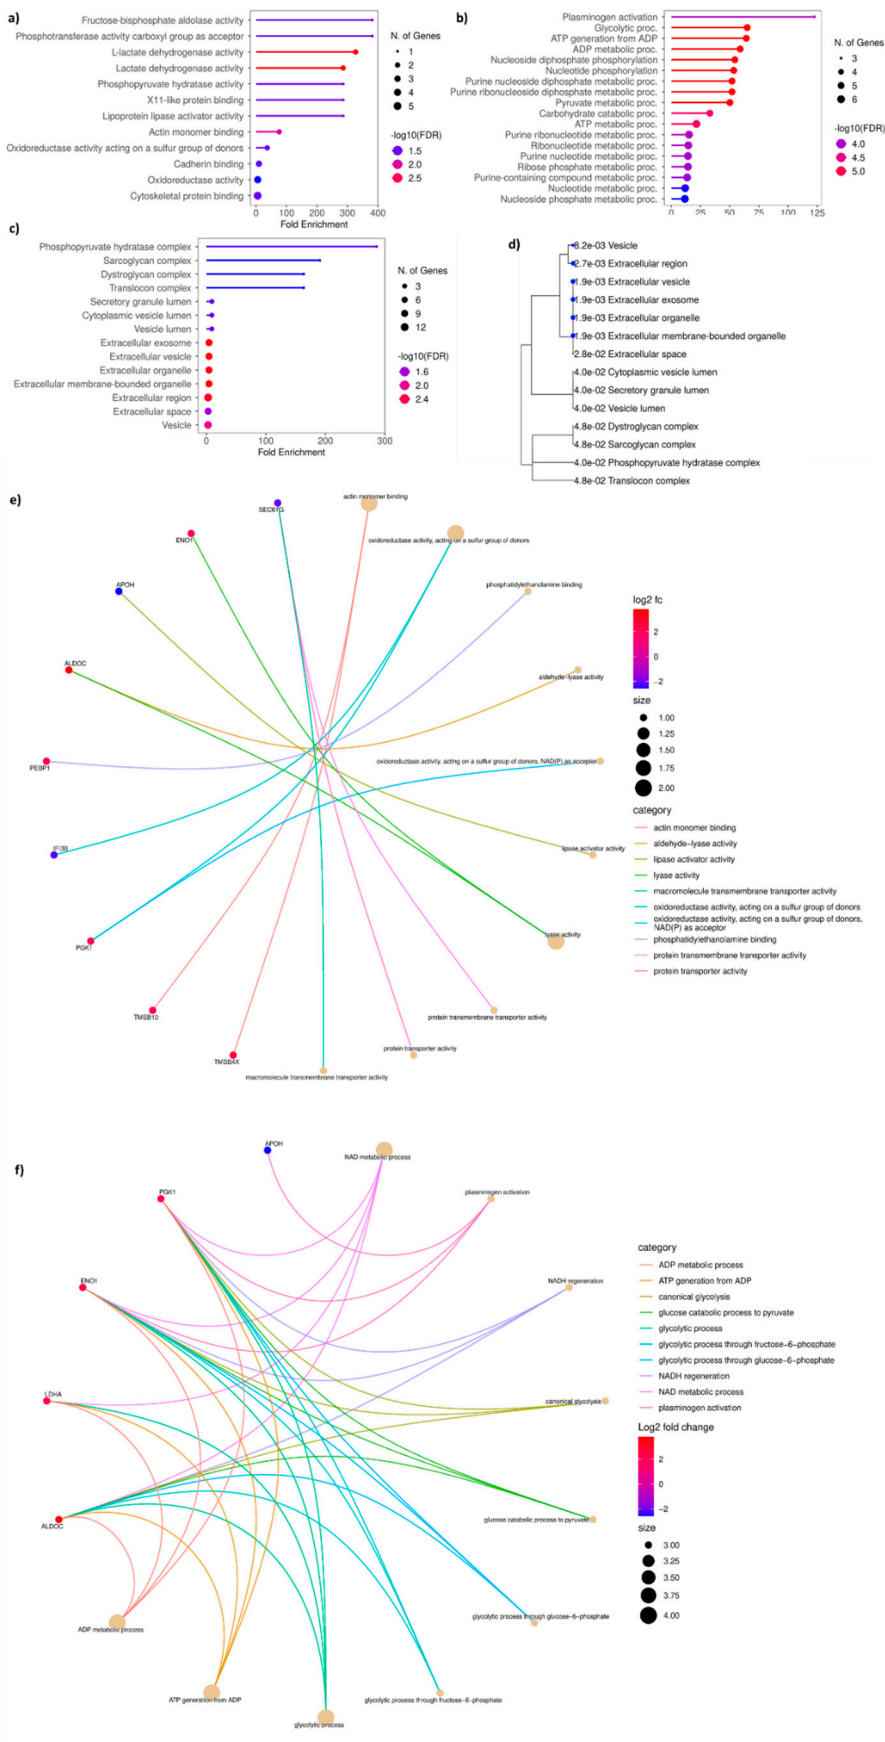 a)
Fructose-bisphosphate aldolase activity
Phosphotransferase activity carboxyl group as acceptor
L-lactate dehydrogenase activity
Lactate dehydrogenase activity
Phosphopyruvate hydratase activity
X11-like protein binding
Lipoprotein lipase activator activity
Actin monomer binding
Oxidoreductase activity acting on a sulfur group of donors
Cadherin binding
Oxidoreductase activity
Cytoskeletal protein binding
0 100 200 300 400
Fold Enrichment
N. of Genes
1
2
3
4
5
-log10(FDR)
1.5
2.0
2.5
b)
Plasminogen activation
Glycolytic proc.
ATP generation from ADP
ADP metabolic proc.
Nucleoside diphosphate phosphorylation
Nucleotide phosphorylation
Purine nucleoside diphosphate metabolic proc.
Purine ribonucleoside diphosphate metabolic proc.
Pyruvate metabolic proc.
Carbohydrate catabolic proc.
ATP metabolic proc.
Purine ribonucleotide metabolic proc.
Ribonucleotide metabolic proc.
Purine nucleotide metabolic proc.
Ribose phosphate metabolic proc.
Purine-containing compound metabolic proc.
Nucleotide metabolic proc.
Nucleoside phosphate metabolic proc.
0 25 50 75 100 125
N. of Genes
3
4
5
6
-log10(FDR)
4.0
4.5
5.0
c)
Phosphopyruvate hydratase complex
Sarcoglycan complex
Dystroglycan complex
Translocon complex
Secretory granule lumen
Cytoplasmic vesicle lumen
Vesicle lumen
Extracellular exosome
Extracellular vesicle
Extracellular organelle
Extracellular membrane-bounded organelle
Extracellular region
Extracellular space
Vesicle
0 100 200 300
Fold Enrichment
N. of Genes
3
6
9
12
-log10(FDR)
1.6
2.0
2.4
d)
3.2e-03 Vesicle
2.7e-03 Extracellular region
1.9e-03 Extracellular vesicle
1.9e-03 Extracellular exosome
1.9e-03 Extracellular organelle
1.9e-03 Extracellular membrane-bounded organelle
2.8e-02 Extracellular space
4.0e-02 Cytoplasmic vesicle lumen
4.0e-02 Secretory granule lumen
4.0e-02 Vesicle lumen
4.8e-02 Dystroglycan complex
4.8e-02 Sarcoglycan complex
4.0e-02 Phosphopyruvate hydratase complex
4.8e-02 Translocon complex
e)
actin monomer binding
SEC61G
ENO1
oxidoreductase activity, acting on a sulfur group of donors
APOH
phosphatidylethanolamine binding
ALDOC
aldehyde-lyase activity
PEBP1
oxidoreductase activity, acting on a sulfur group of donors, NAD(P) as acceptor
IFI30
lipase activator activity
PGK1
lyase activity
TMSB10
protein transmembrane transporter activity
TMSB4X
protein transporter activity
macromolecule transmembrane transporter activity
log2 fc
2
0
-2
size
1.00
1.25
1.50
1.75
2.00
category
actin monomer binding
aldehyde-lyase activity
lipase activator activity
lyase activity
macromolecule transmembrane transporter activity
oxidoreductase activity, acting on a sulfur group of donors
oxidoreductase activity, acting on a sulfur group of donors,
NAD(P) as acceptor
phosphatidylethanolamine binding
protein transmembrane transporter activity
protein transporter activity
f)
APOH
NAD metabolic process
PGK1
plasminogen activation
ENO1
NADH regeneration
LDHA
canonical glycolysis
ALDOC
glucose catabolic process to pyruvate
glycolytic process through glucose-6-phosphate
ADP metabolic process
ATP generation from ADP
glycolytic process through fructose-6-phosphate
glycolytic process
category
ADP metabolic process
ATP generation from ADP
canonical glycolysis
glucose catabolic process to pyruvate
glycolytic process
glycolytic process through fructose-6-phosphate
glycolytic process through glucose-6-phosphate
NADH regeneration
NAD metabolic process
plasminogen activation
Log2 fold change
2
0
-2
size
3.00
3.25
3.50
3.75
4.00